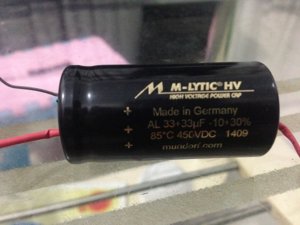 M-LYTIC® HV
HIGH VOLTAGE POWER CAP
Made in Germany
AL 33+33µF -10+30%
85°C 450VDC 1409
mundorf.com